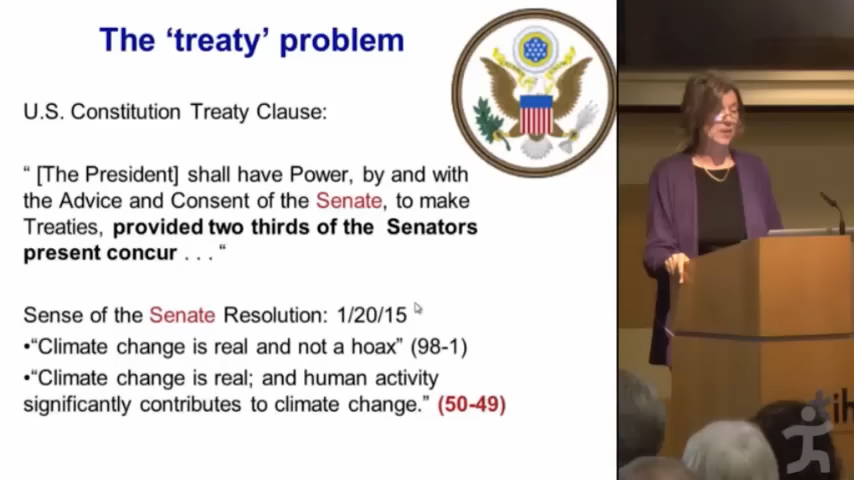 The ‘treaty’ problem
U.S. Constitution Treaty Clause:
“ [The President] shall have Power, by and with
the Advice and Consent of the Senate, to make
Treaties, provided two thirds of the Senators
present concur . . . “
Sense of the Senate Resolution: 1/20/15
•“Climate change is real and not a hoax” (98-1)
•“Climate change is real; and human activity
significantly contributes to climate change.” (50-49)